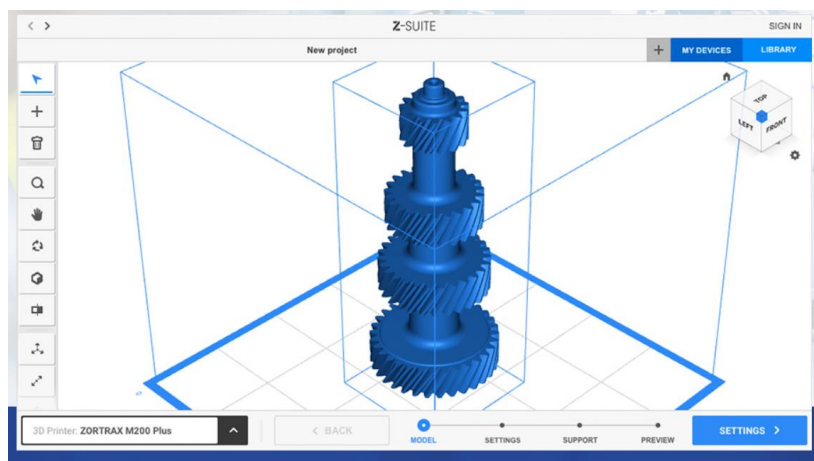 Z-SUITE
SIGN IN
New project
+ MY DEVICES LIBRARY
TOP
LEFT FRONT
3D Printer: ZORTRAX M200 Plus
< BACK
MODEL SETTINGS SUPPORT PREVIEW
SETTINGS >